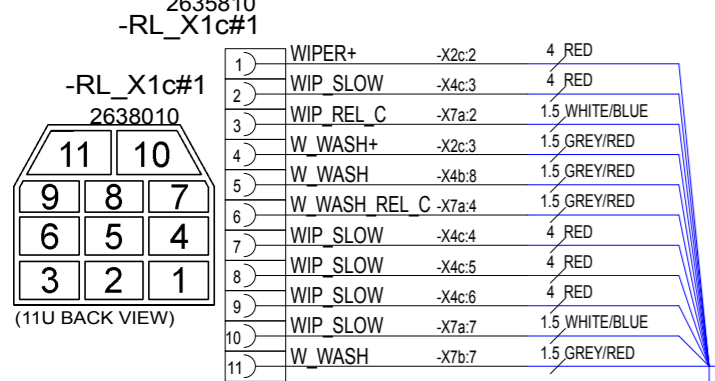 2635810
-RL_X1c#1
-RL_X1c#1
2638010
11 10
9 8 7
6 5 4
3 2 1
(11U BACK VIEW)
1 WIPER+ -X2c:2 4 RED
2 WIP_SLOW -X4c:3 4 RED
3 WIP_REL_C -X7a:2 1.5 WHITE/BLUE
4 W_WASH+ -X2c:3 1.5 GREY/RED
5 W_WASH -X4b:8 1.5 GREY/RED
6 W_WASH_REL_C -X7a:4 1.5 GREY/RED
7 WIP_SLOW -X4c:4 4 RED
8 WIP_SLOW -X4c:5 4 RED
9 WIP_SLOW -X4c:6 4 RED
10 WIP_SLOW -X7a:7 1.5 WHITE/BLUE
11 W_WASH -X7b:7 1.5 GREY/RED